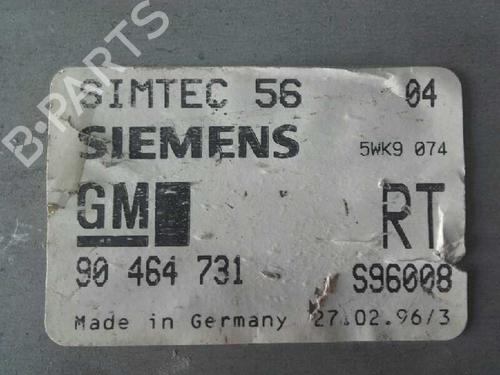 SIMTEC 56 04
SIEMENS 5WK9 074
GM RT
90 464 731 S96008
Made in Germany 27.02.96/3
B-PARTS